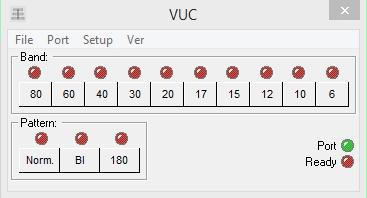 VUC
File Port Setup Ver
Band:
80 60 40 30 20 17 15 12 10 6
Pattern:
Norm. BI 180
Port
Ready